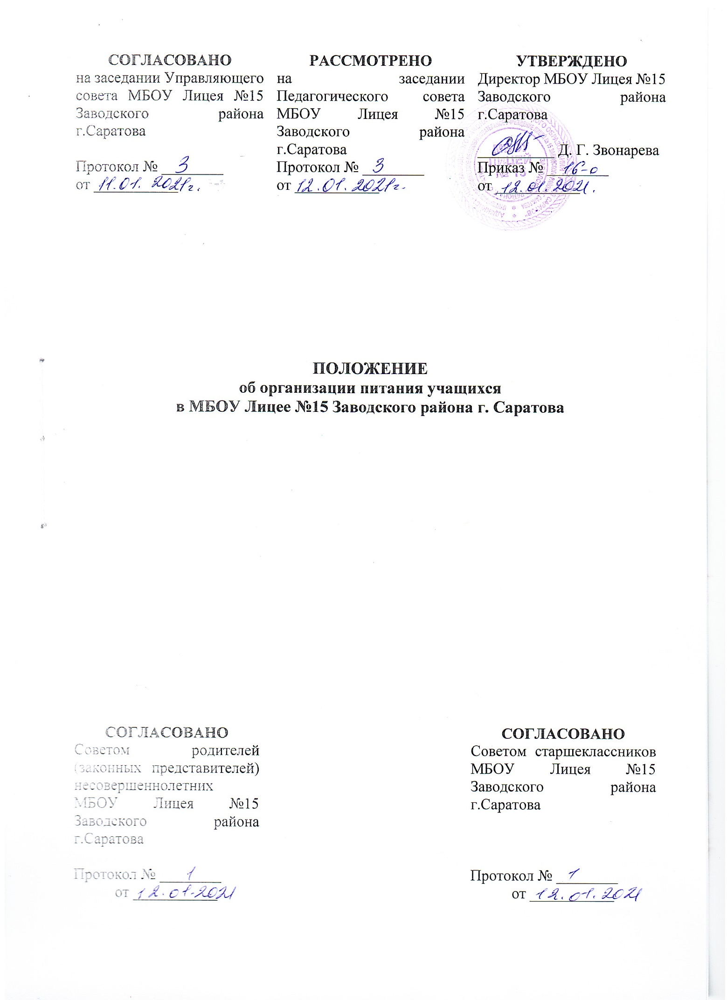 СОГЛАСОВАНО
на заседании Управляющего
совета МБОУ Лицея №15
Заводского района
г.Саратова
Протокол № 3
от 11.01. 2021г.
РАССМОТРЕНО
на заседании
Педагогического совета
МБОУ Лицея №15
Заводского района
г.Саратова
Протокол № 3
от 12.01. 2021г.
УТВЕРЖДЕНО
Директор МБОУ Лицея №15
Заводского района
г.Саратова
Д. Г. Звонарева
Приказ № 16-о
от 12.01.2021.
ЛИЦЕЙ
№ 15
ПОЛОЖЕНИЕ
об организации питания учащихся
в МБОУ Лицее №15 Заводского района г. Саратова
СОГЛАСОВАНО
Советом родителей
(законных представителей)
несовершеннолетних
МБОУ Лицея №15
Заводского района
г.Саратова
Протокол № 1
от 12.01.2021
СОГЛАСОВАНО
Советом старшеклассников
МБОУ Лицея №15
Заводского района
г.Саратова
Протокол № 1
от 12.01.2021